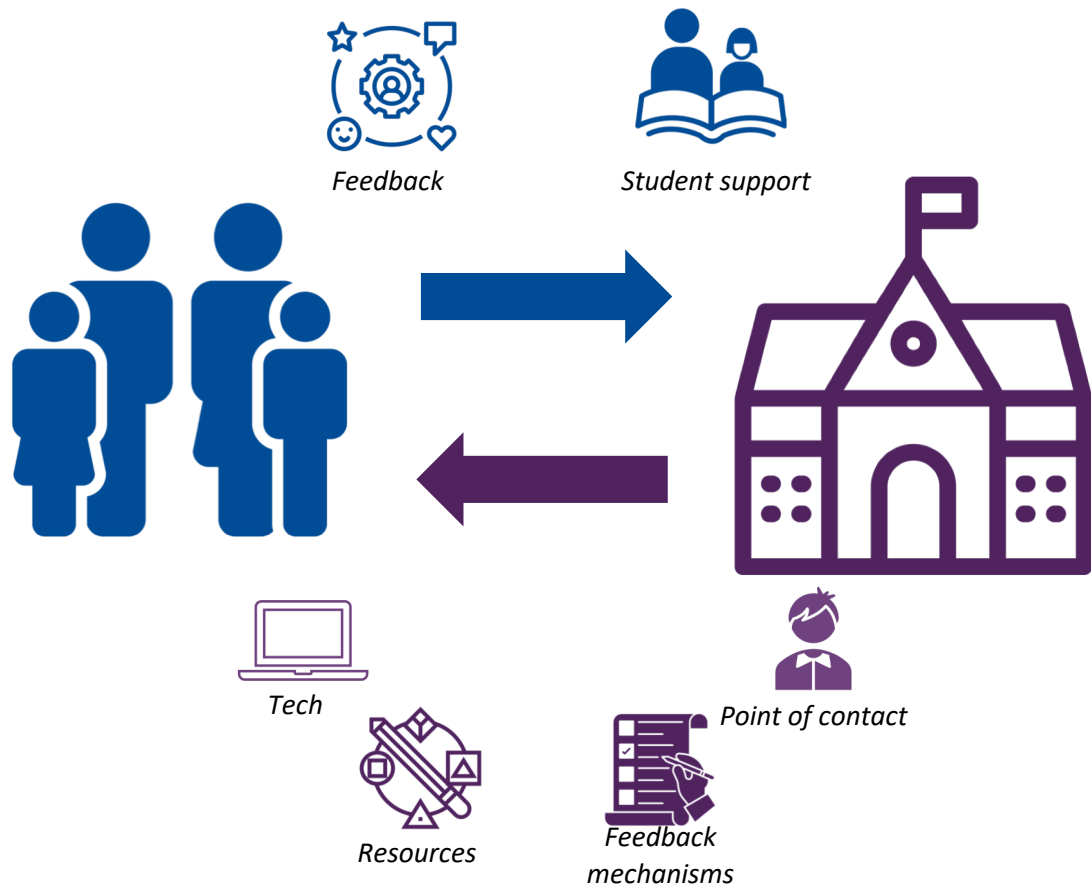 Feedback
Student support
Tech
Point of contact
Resources
Feedback
mechanisms